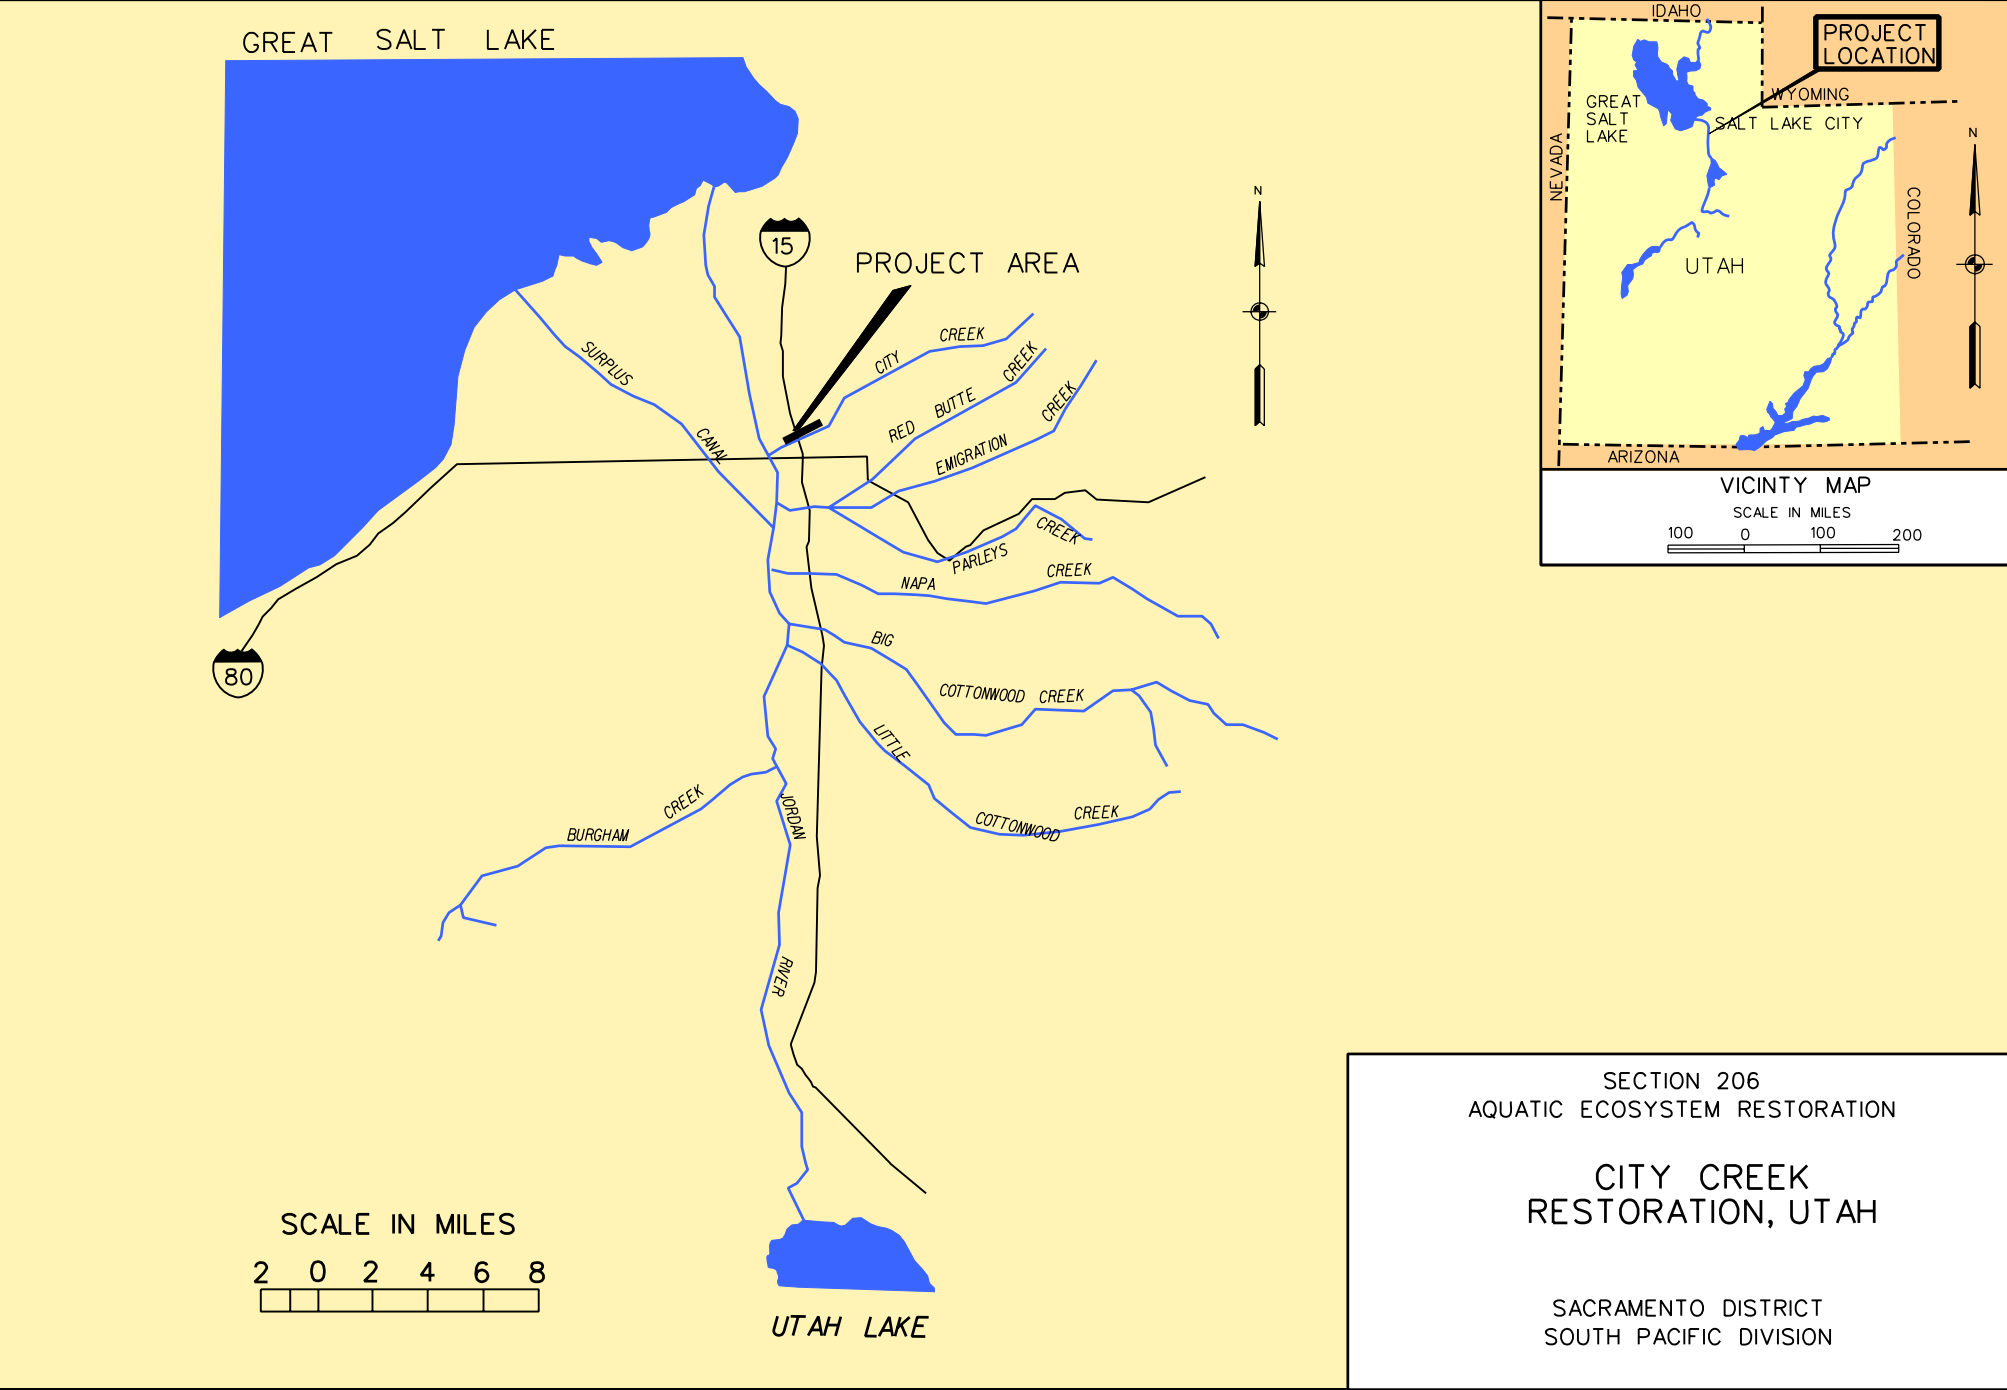 GREAT SALT LAKE
15
PROJECT AREA
N
CITY CREEK
RED BUTTE CREEK
EMIGRATION CREEK
SURPLUS CANAL
PARLEYS CREEK
NAPA CREEK
BIG COTTONWOOD CREEK
LITTLE COTTONWOOD CREEK
80
BURGHAM CREEK
JORDAN RIVER
UTAH LAKE
SCALE IN MILES
2 0 2 4 6 8
IDAHO
PROJECT
LOCATION
WYOMING
GREAT
SALT
LAKE
SALT LAKE CITY
NEVADA
N
COLORADO
UTAH
ARIZONA
VICINTY MAP
SCALE IN MILES
100 0 100 200
SECTION 206
AQUATIC ECOSYSTEM RESTORATION
CITY CREEK
RESTORATION, UTAH
SACRAMENTO DISTRICT
SOUTH PACIFIC DIVISION